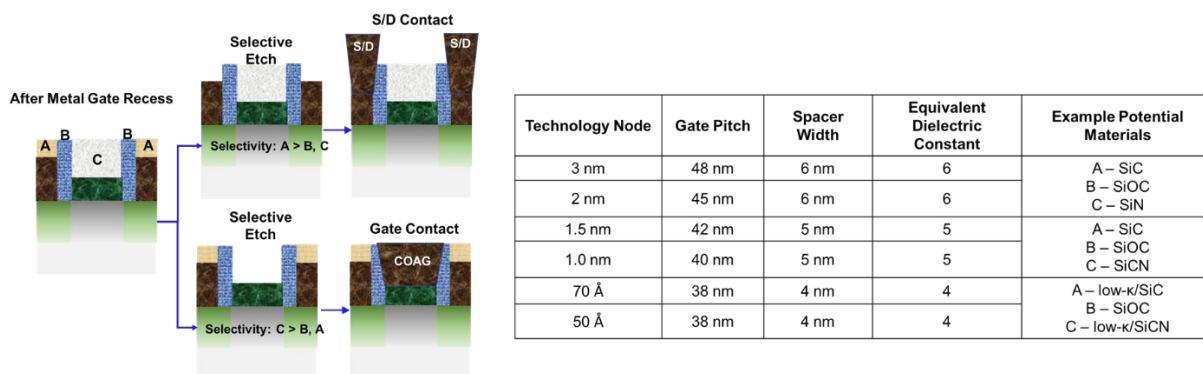 S/D Contact
Selective
Etch
S/D
S/D
After Metal Gate Recess
A
B
C
B
A
Selectivity: A > B, C
Selective
Etch
Gate Contact
COAG
Selectivity: C > B, A
Technology Node
Gate Pitch
Spacer
Width
Equivalent
Dielectric
Constant
Example Potential
Materials
3 nm
48 nm
6 nm
6
A – SiC
B – SiOC
C – SiN
2 nm
45 nm
6 nm
6
1.5 nm
42 nm
5 nm
5
A – SiC
B – SiOC
C – SiCN
1.0 nm
40 nm
5 nm
5
70 Å
38 nm
4 nm
4
A – low-κ/SiC
B – SiOC
C – low-κ/SiCN
50 Å
38 nm
4 nm
4